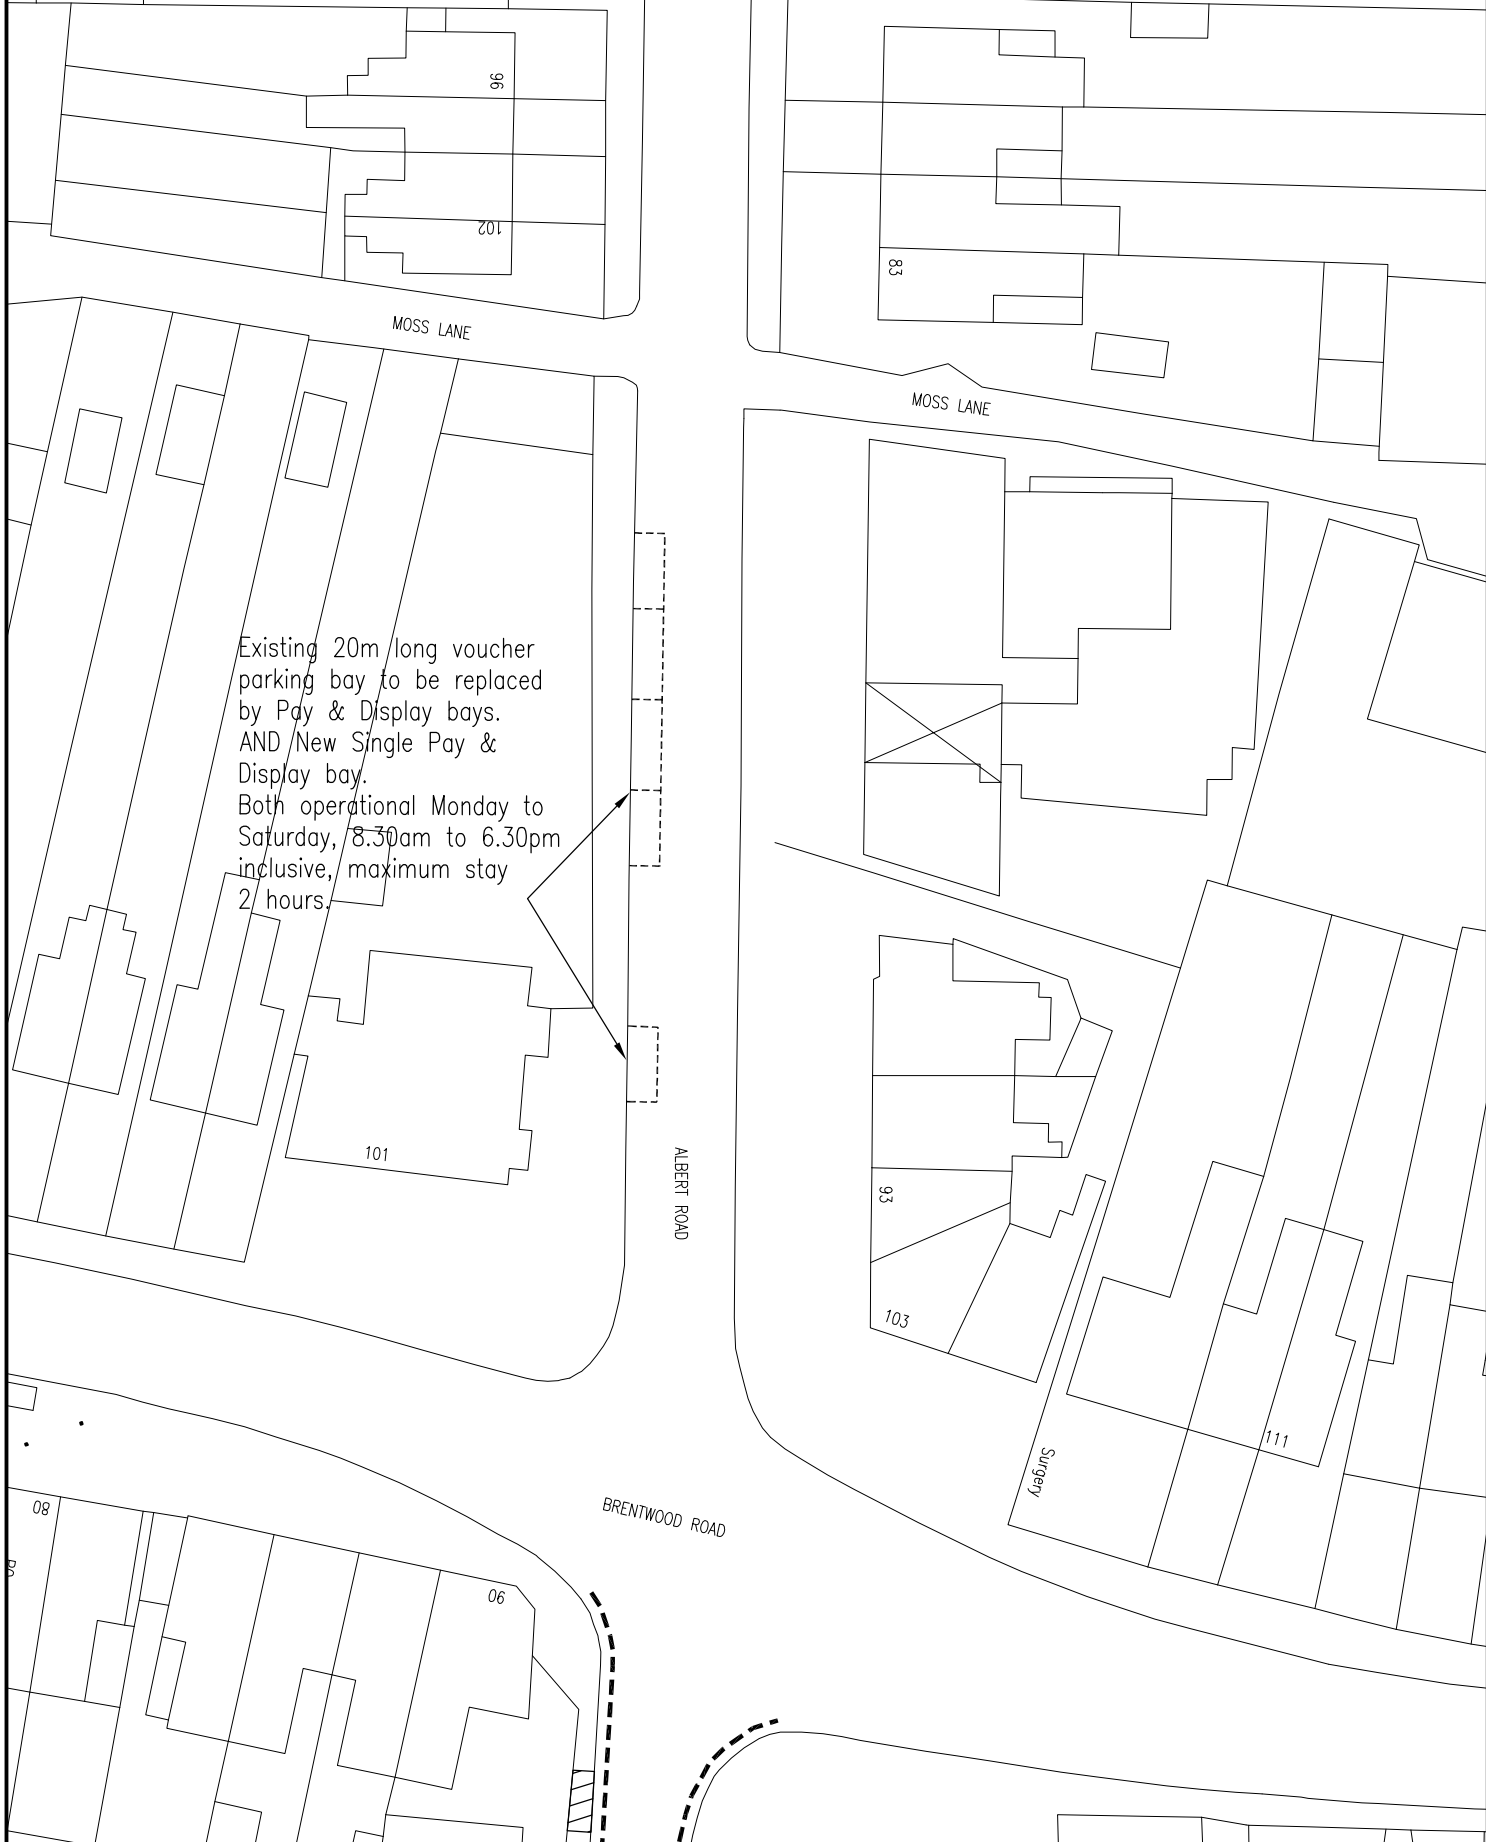 96
102
83
MOSS LANE
MOSS LANE
Existing 20m long voucher
parking bay to be replaced
by Pay & Display bays.
AND New Single Pay &
Display bay.
Both operational Monday to
Saturday, 8.30am to 6.30pm
inclusive, maximum stay
2 hours.
101
ALBERT ROAD
93
103
111
Surgery
80
BRENTWOOD ROAD
90